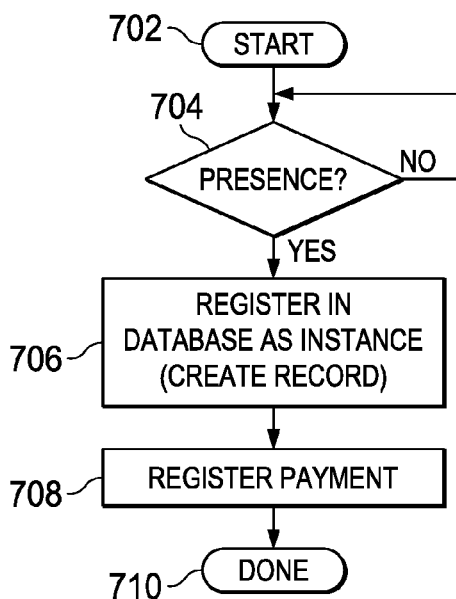 702
START
704
PRESENCE?
NO
YES
706
REGISTER IN
DATABASE AS INSTANCE
(CREATE RECORD)
708
REGISTER PAYMENT
710
DONE